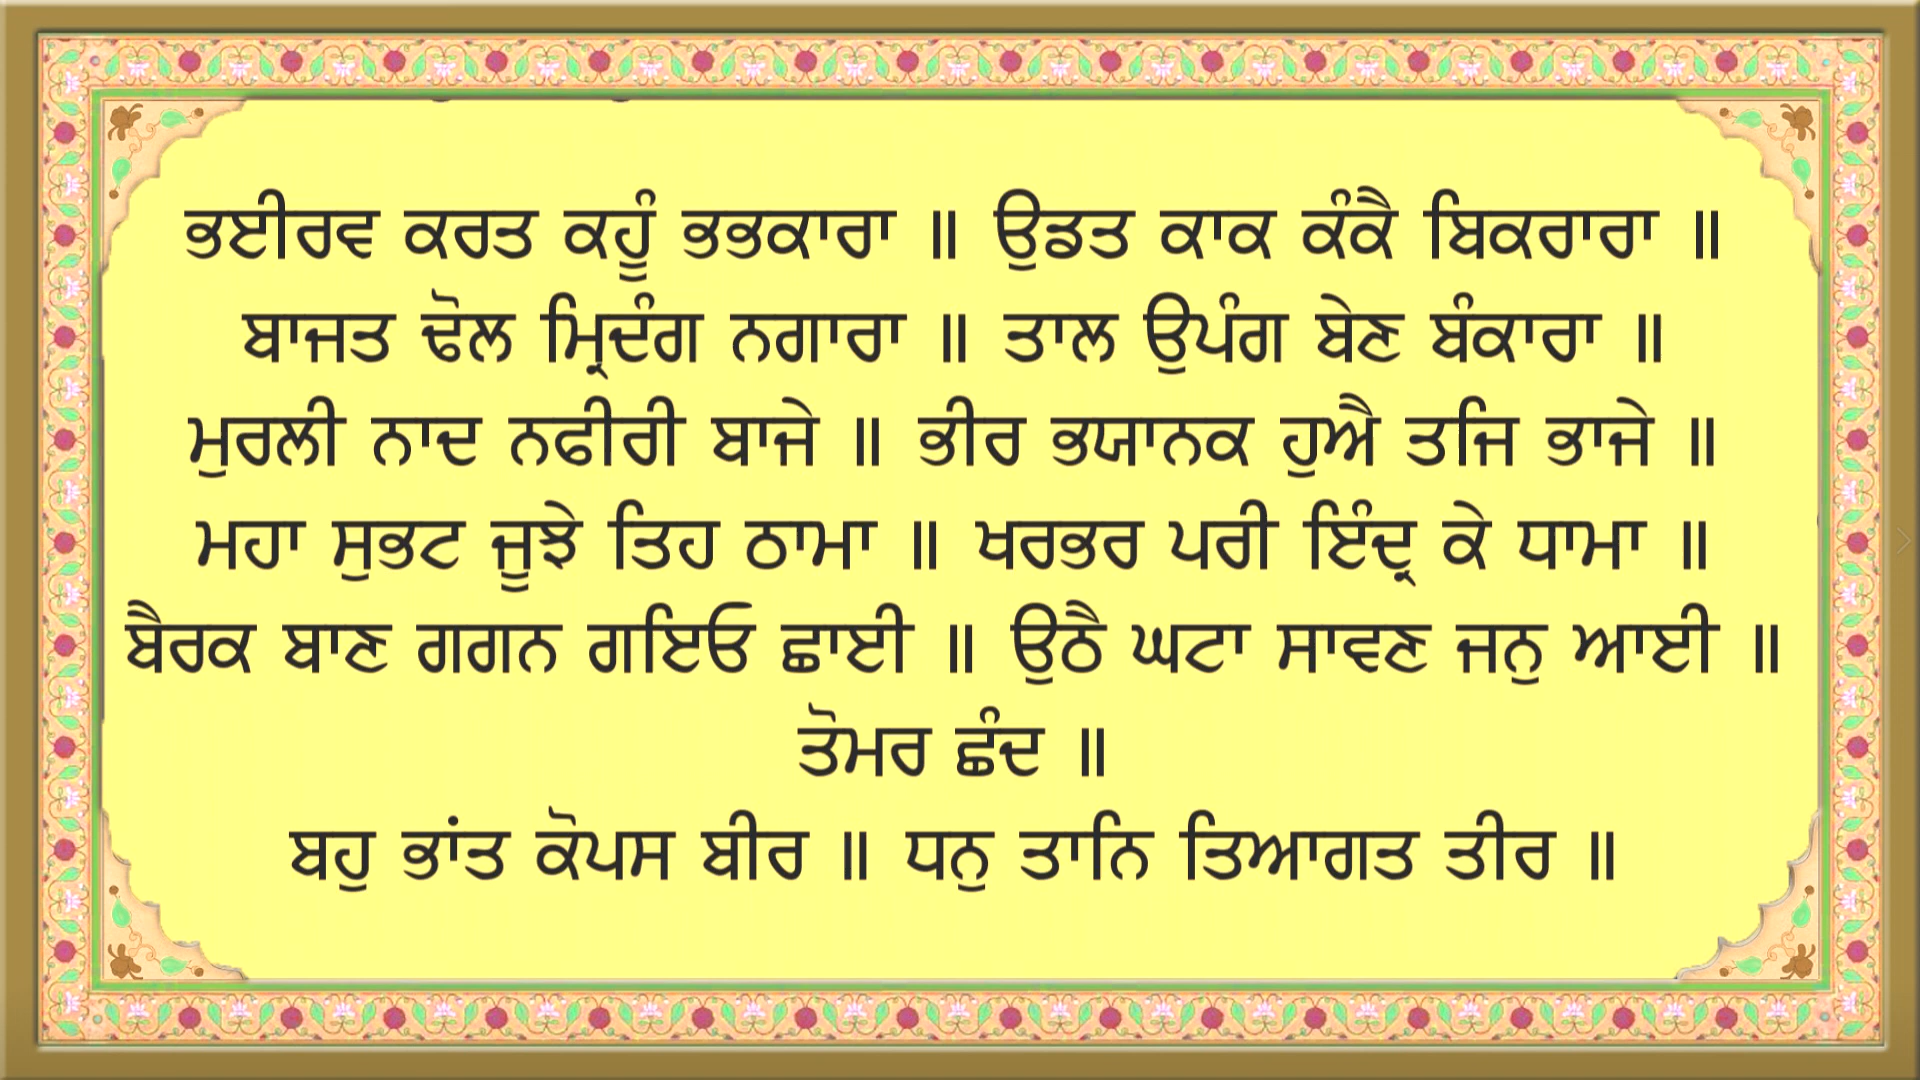 ਭਈਰਵ ਕਰਤ ਕਹੂੰ ਭਭਕਾਰਾ ॥ ਉਡਤ ਕਾਕ ਕੰਕੈ ਬਿਕਰਾਰਾ ॥
ਬਾਜਤ ਢੋਲ ਮ੍ਰਿਦੰਗ ਨਗਾਰਾ ॥ ਤਾਲ ਉਪੰਗ ਬੇਣ ਬੰਕਾਰਾ ॥
ਮੁਰਲੀ ਨਾਦ ਨਫੀਰੀ ਬਾਜੇ ॥ ਭੀਰ ਭਯਾਨਕ ਹੁਐ ਤਜਿ ਭਾਜੇ ॥
ਮਹਾ ਸੁਭਟ ਜੂਝੇ ਤਿਹ ਠਾਮਾ ॥ ਖਰਭਰ ਪਰੀ ਇੰਦ੍ਰ ਕੇ ਧਾਮਾ ॥
ਬੈਰਕ ਬਾਣ ਗਗਨ ਗਇਓ ਛਾਈ ॥ ਉਠੈ ਘਟਾ ਸਾਵਣ ਜਨੁ ਆਈ ॥
ਤੋਮਰ ਛੰਦ ॥
ਬਹੁ ਭਾਂਤ ਕੋਪਸ ਬੀਰ ॥ ਧਨੁ ਤਾਨਿ ਤਿਆਗਤ ਤੀਰ ॥